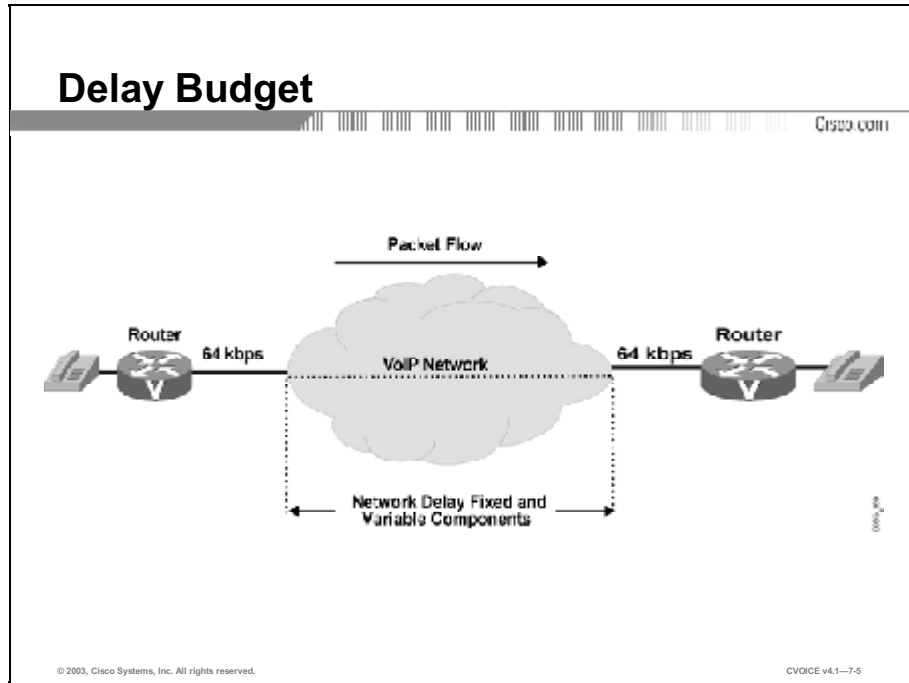 Delay Budget
Cisco.com
Packet Flow
Router
64 kbps
VoIP Network
64 kbps
Router
V
V
Network Delay Fixed and
Variable Components
© 2003, Cisco Systems, Inc. All rights reserved.
CVOICE v4.1—7-5